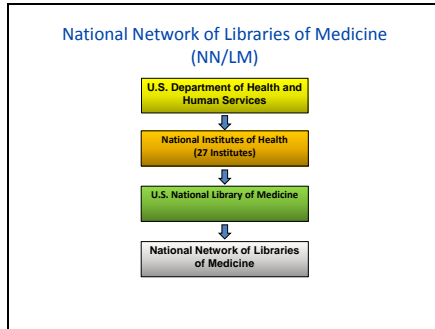 National Network of Libraries of Medicine
(NN/LM)
U.S. Department of Health and
Human Services
National Institutes of Health
(27 Institutes)
U.S. National Library of Medicine
National Network of Libraries
of Medicine